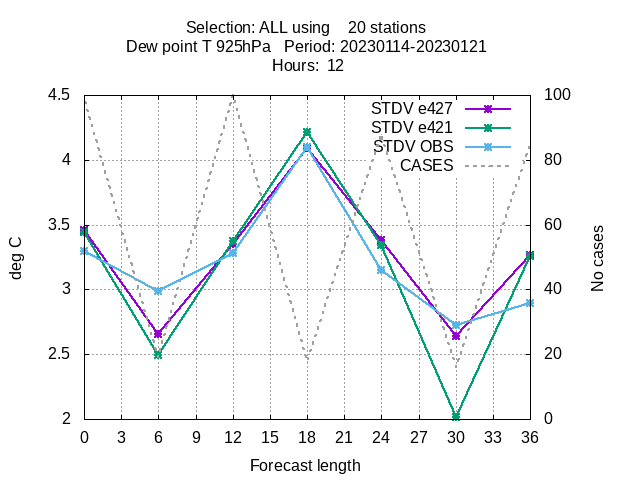 Selection: ALL using 20 stations
Dew point T 925hPa Period: 20230114-20230121
Hours: 12
4.5
4
3.5
3
2.5
2
deg C
STDV e427
STDV e421
STDV OBS
CASES
100
80
60
40
20
0
No cases
0 3 6 9 12 15 18 21 24 27 30 33 36
Forecast length